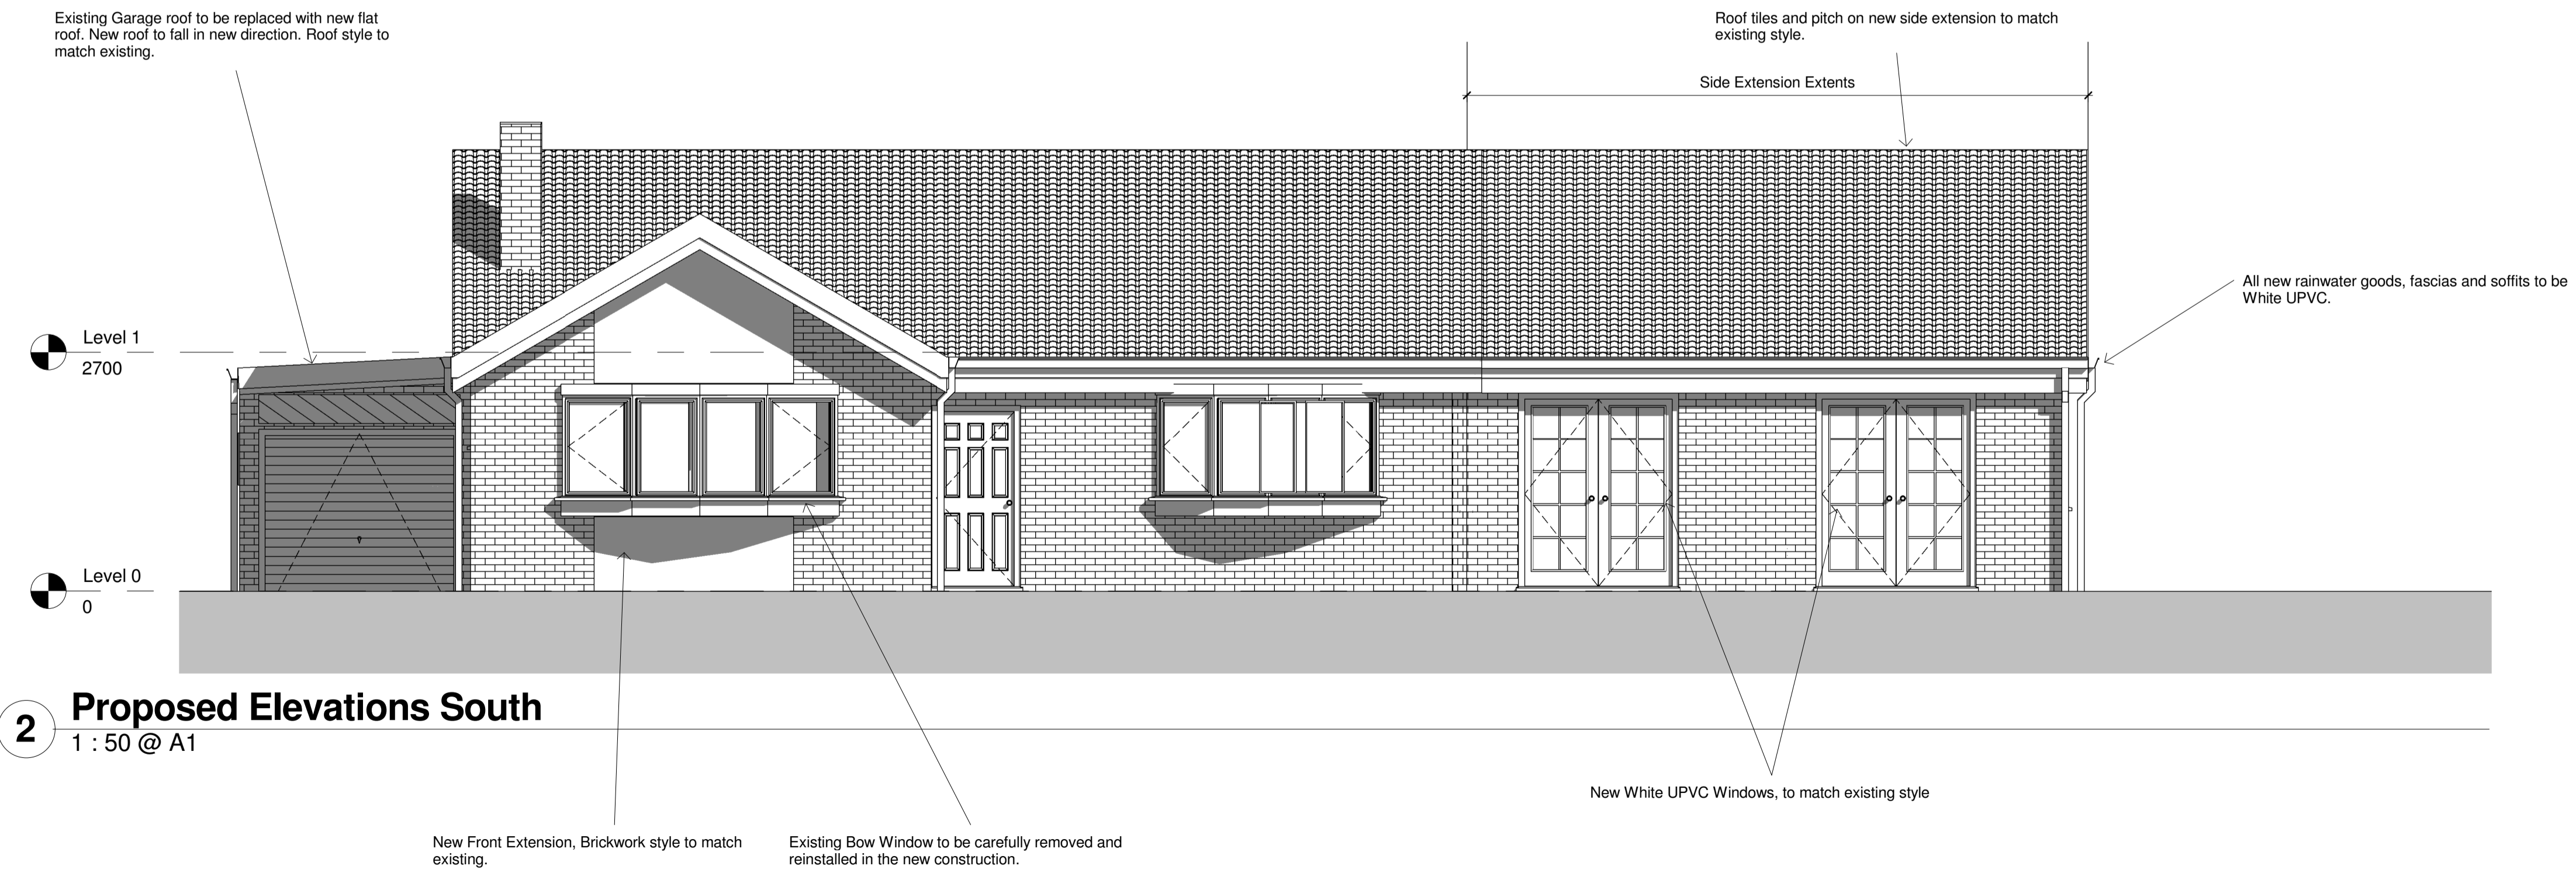 Existing Garage roof to be replaced with new flat
roof. New roof to fall in new direction. Roof style to
match existing.
Roof tiles and pitch on new side extension to match
existing style.
Side Extension Extents
All new rainwater goods, fascias and soffits to be
White UPVC.
Level 1
2700
Level 0
0
2
Proposed Elevations South
1 : 50 @ A1
New White UPVC Windows, to match existing style
New Front Extension, Brickwork style to match
existing.
Existing Bow Window to be carefully removed and
reinstalled in the new construction.